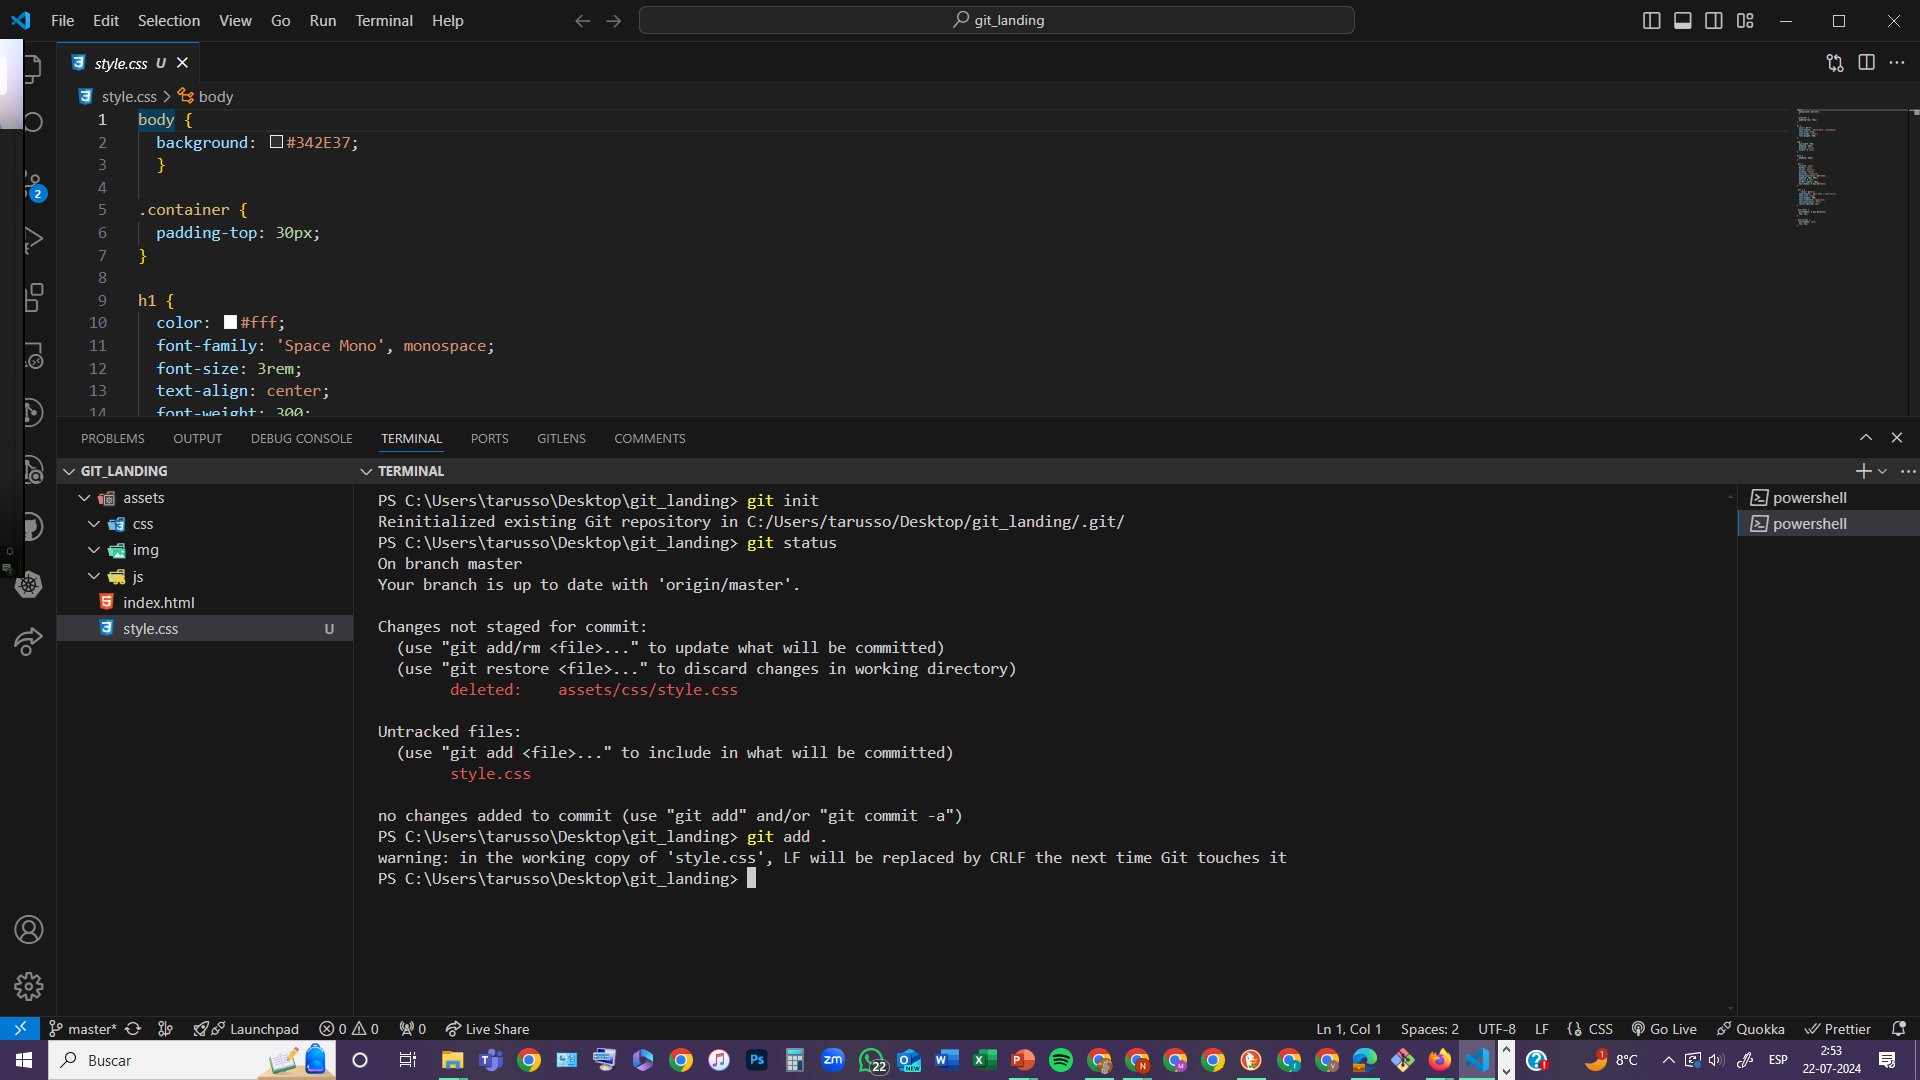 File Edit Selection View Go Run Terminal Help
git_landing
style.css U
style.css > body
1 body {
2 background: #342E37;
3 }
4
5 .container {
6 padding-top: 30px;
7 }
8
9 h1 {
10 color: #fff;
11 font-family: 'Space Mono', monospace;
12 font-size: 3rem;
13 text-align: center;
14 font-weight: 300;
2
PROBLEMS OUTPUT DEBUG CONSOLE TERMINAL PORTS GITLENS COMMENTS
GIT_LANDING
assets
css
img
js
index.html
style.css U
TERMINAL
PS C:\Users\tarusso\Desktop\git_landing> git init
Reinitialized existing Git repository in C:/Users/tarusso/Desktop/git_landing/.git/
PS C:\Users\tarusso\Desktop\git_landing> git status
On branch master
Your branch is up to date with 'origin/master'.
Changes not staged for commit:
(use "git add/rm <file>..." to update what will be committed)
(use "git restore <file>..." to discard changes in working directory)
deleted: assets/css/style.css
Untracked files:
(use "git add <file>..." to include in what will be committed)
style.css
no changes added to commit (use "git add" and/or "git commit -a")
PS C:\Users\tarusso\Desktop\git_landing> git add .
warning: in the working copy of 'style.css', LF will be replaced by CRLF the next time Git touches it
PS C:\Users\tarusso\Desktop\git_landing>
powershell
powershell
master* Launchpad 0 0 0 Live Share
Ln 1, Col 1 Spaces: 2 UTF-8 LF {} CSS Go Live Quokka Prettier
Buscar
22
8°C
ESP
2:53
22-07-2024